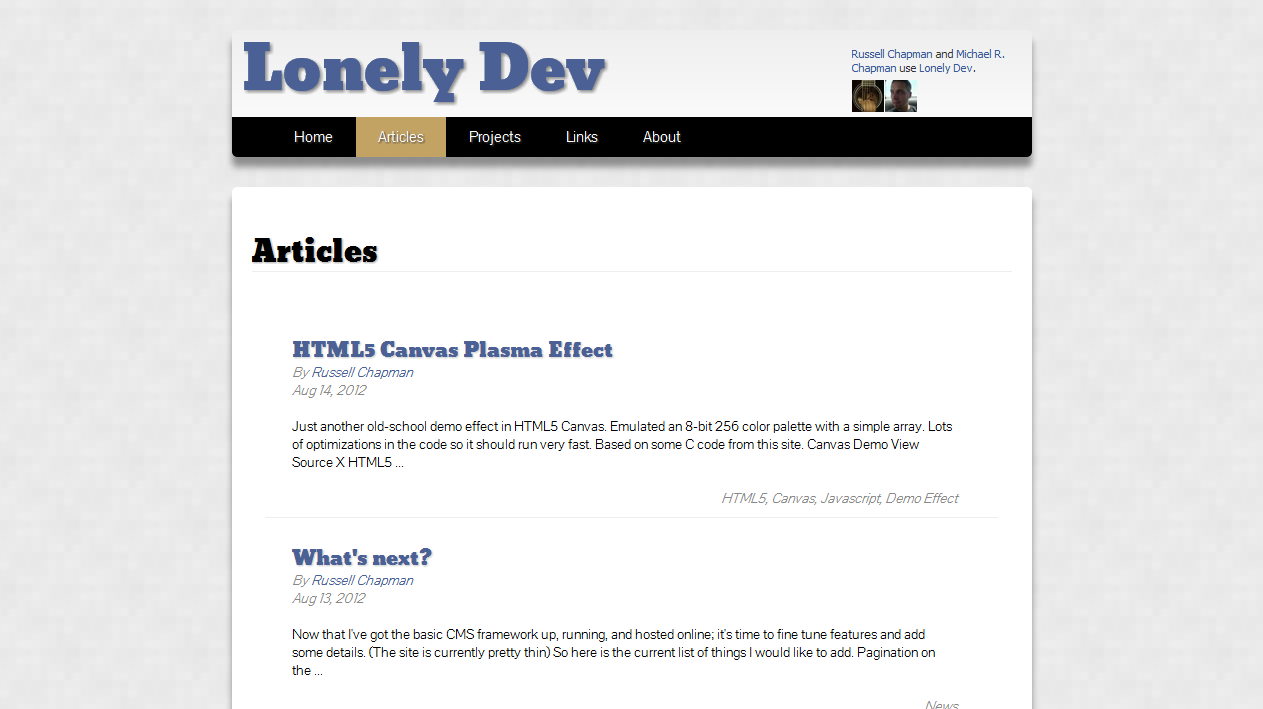 Lonely Dev
Russell Chapman and Michael R.
Chapman use Lonely Dev.
Home Articles Projects Links About
Articles
HTML5 Canvas Plasma Effect
By Russell Chapman
Aug 14, 2012
Just another old-school demo effect in HTML5 Canvas. Emulated an 8-bit 256 color palette with a simple array. Lots
of optimizations in the code so it should run very fast. Based on some C code from this site. Canvas Demo View
Source X HTML5 ...
HTML5, Canvas, Javascript, Demo Effect
What's next?
By Russell Chapman
Aug 13, 2012
Now that I've got the basic CMS framework up, running, and hosted online; it's time to fine tune features and add
some details. (The site is currently pretty thin) So here is the current list of things I would like to add. Pagination on
the ...
News